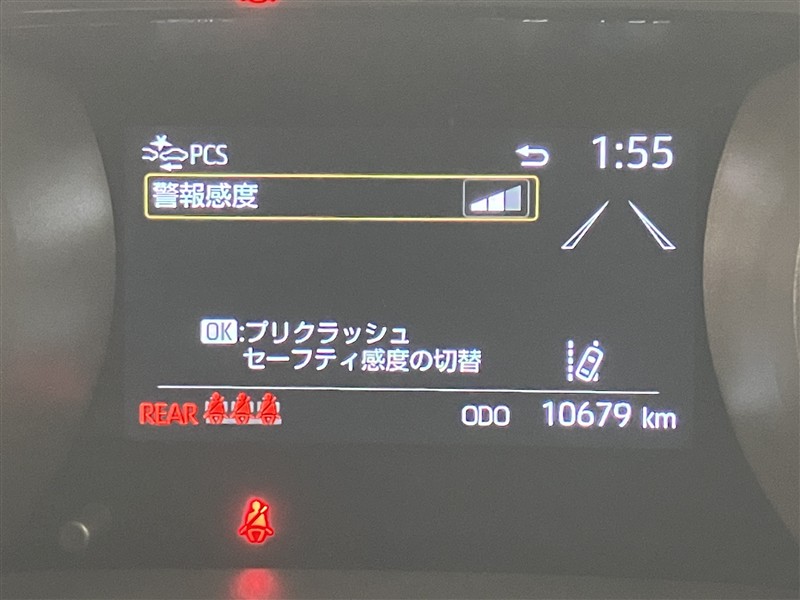 PCS
1:55
警報感度
OK:プリクラッシュ
セーフティ感度の切替
REAR
ODO 10679 km